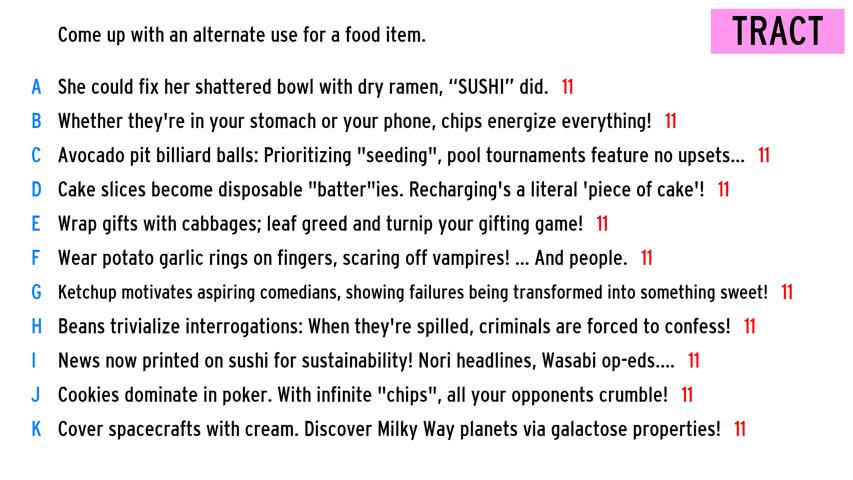 Come up with an alternate use for a food item.
TRACT
A She could fix her shattered bowl with dry ramen, “SUSHI” did. 11
B Whether they're in your stomach or your phone, chips energize everything! 11
C Avocado pit billiard balls: Prioritizing "seeding", pool tournaments feature no upsets... 11
D Cake slices become disposable "batter"ies. Recharging's a literal 'piece of cake'! 11
E Wrap gifts with cabbages; leaf greed and turnip your gifting game! 11
F Wear potato garlic rings on fingers, scaring off vampires! ... And people. 11
G Ketchup motivates aspiring comedians, showing failures being transformed into something sweet! 11
H Beans trivialize interrogations: When they're spilled, criminals are forced to confess! 11
I News now printed on sushi for sustainability! Nori headlines, Wasabi op-eds.... 11
J Cookies dominate in poker. With infinite "chips", all your opponents crumble! 11
K Cover spacecrafts with cream. Discover Milky Way planets via galactose properties! 11